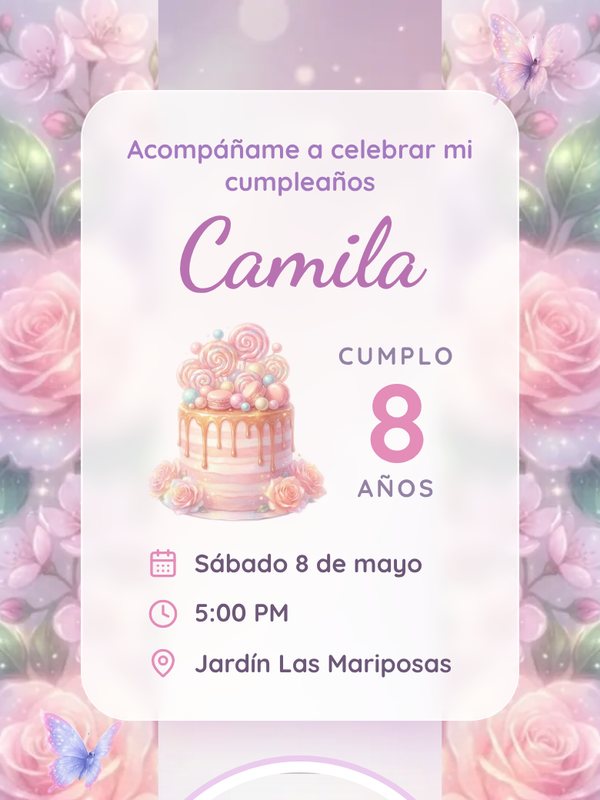 Acompáñame a celebrar mi
cumpleaños
Camila
CUMPLO
8
AÑOS
Sábado 8 de mayo
5:00 PM
Jardín Las Mariposas